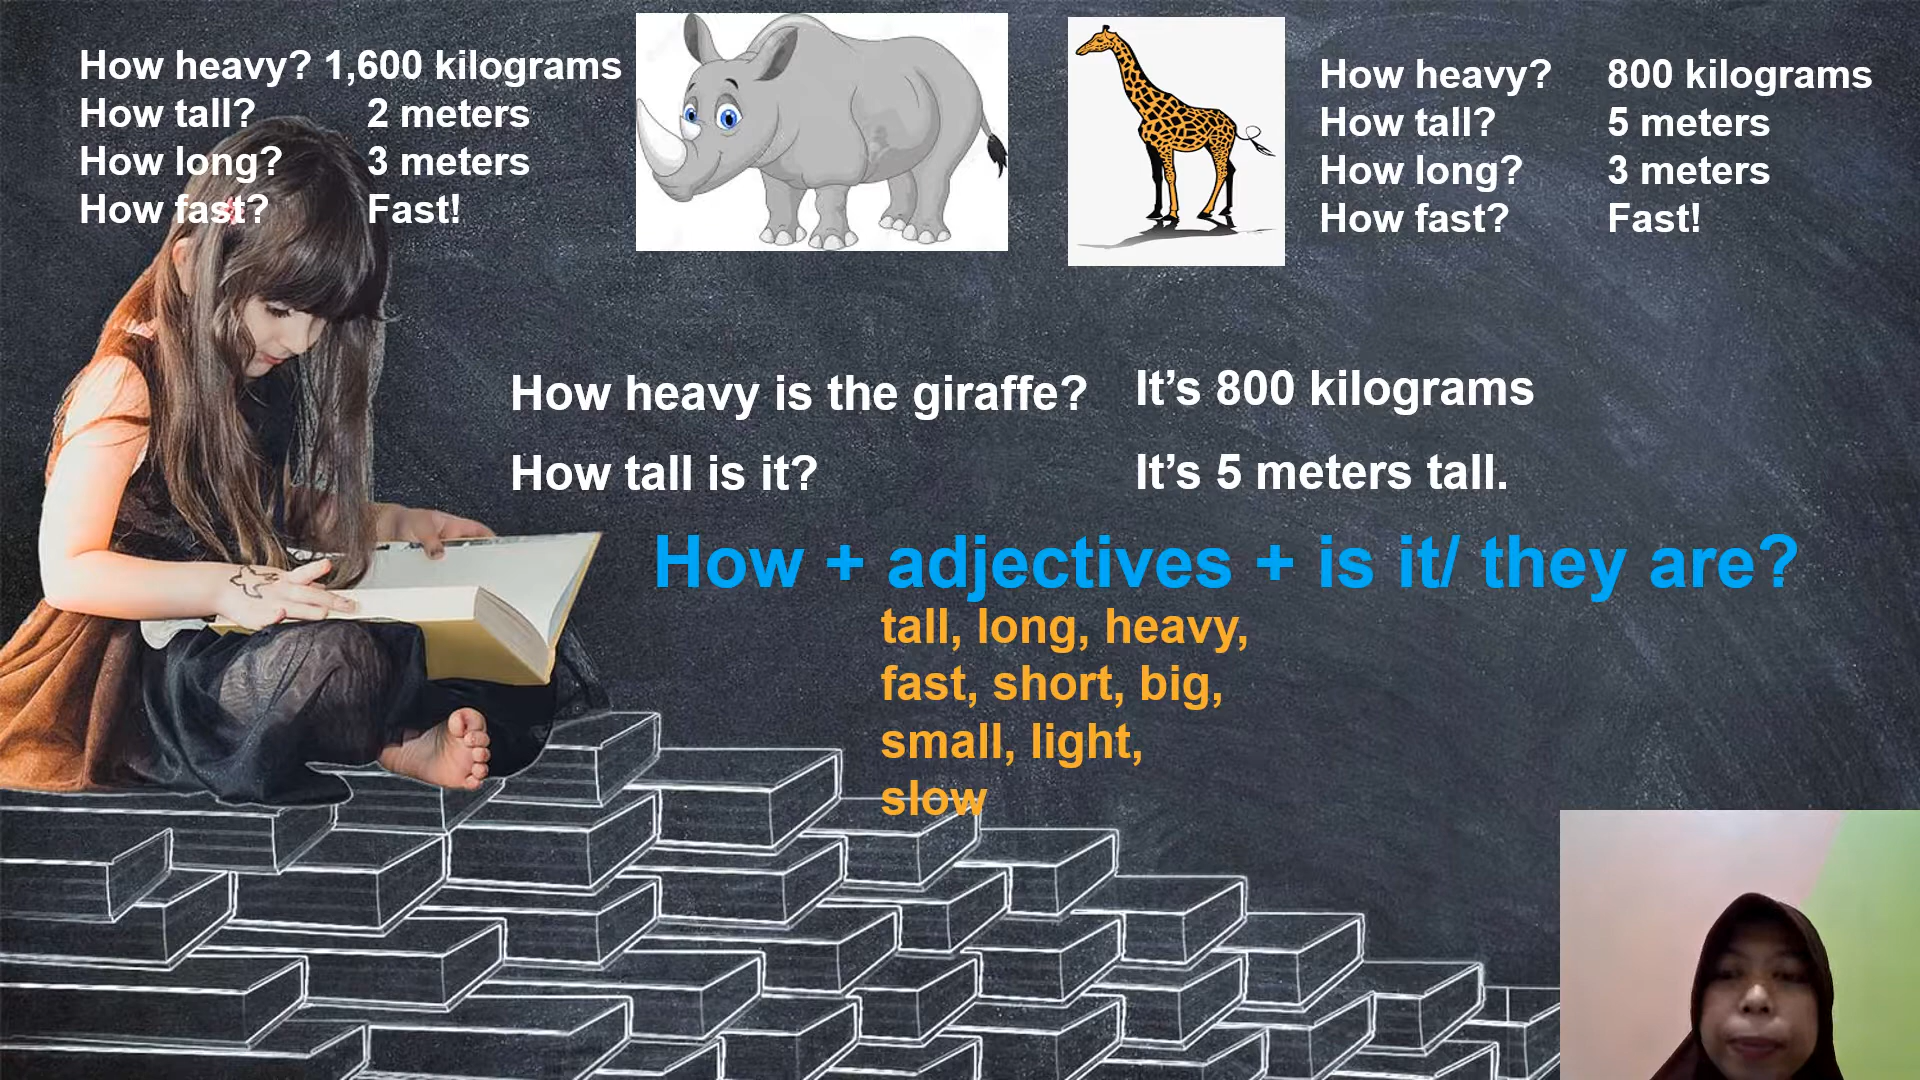 How heavy? 1,600 kilograms
How tall? 2 meters
How long? 3 meters
How fast? Fast!
How heavy? 800 kilograms
How tall? 5 meters
How long? 3 meters
How fast? Fast!
How heavy is the giraffe? It’s 800 kilograms
How tall is it? It’s 5 meters tall.
How + adjectives + is it/ they are?
tall, long, heavy,
fast, short, big,
small, light,
slow